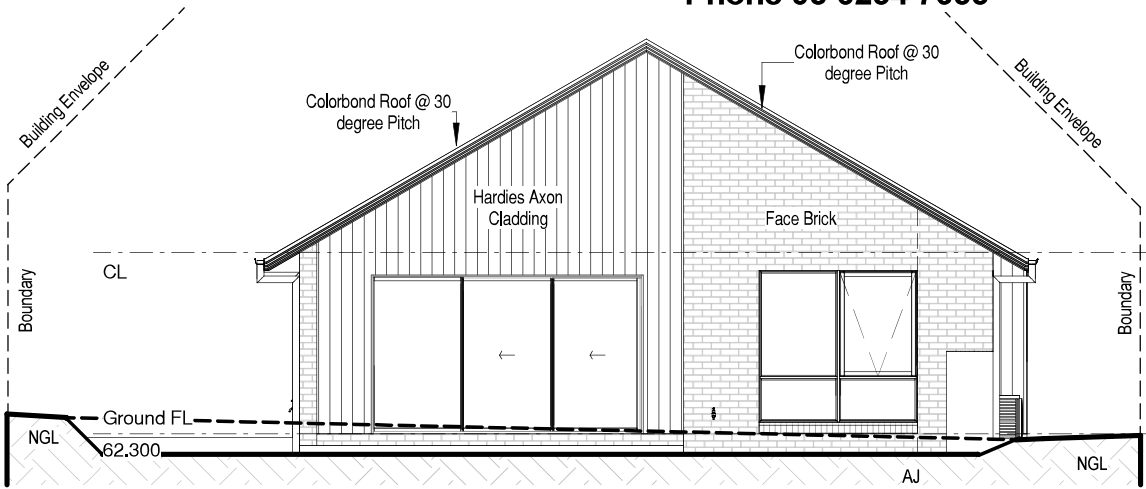 Building Envelope
Colorbond Roof @ 30
degree Pitch
Building Envelope
Colorbond Roof @ 30
degree Pitch
Hardies Axon
Cladding
Face Brick
CL
Boundary
Boundary
Ground FL
NGL
62.300
AJ
NGL